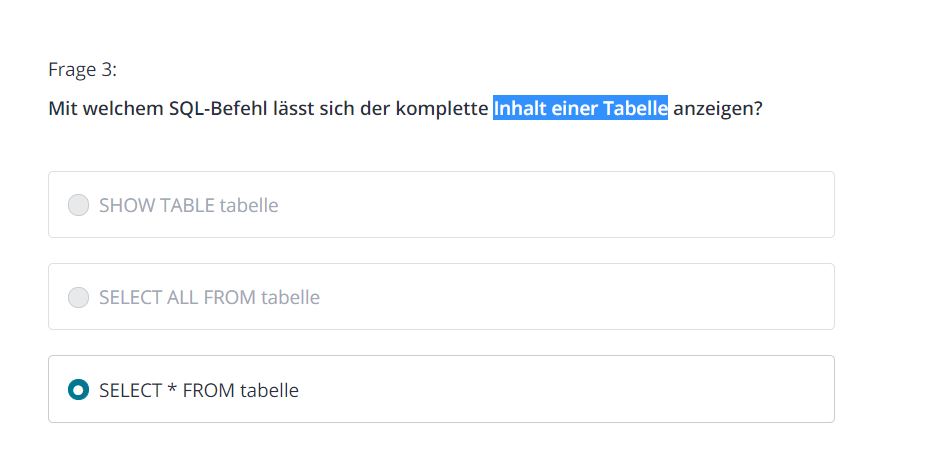 Frage 3:
Mit welchem SQL-Befehl lässt sich der komplette Inhalt einer Tabelle anzeigen?
SHOW TABLE tabelle
SELECT ALL FROM tabelle
SELECT * FROM tabelle